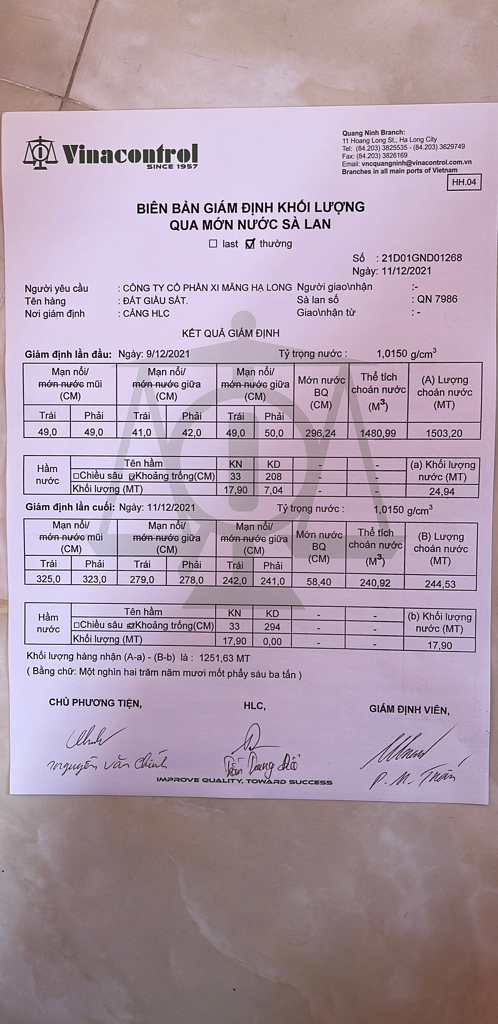 Vinacontrol
SINCE 1957
Quang Ninh Branch:
11 Hoang Long St., Ha Long City
Tel: (84.203) 3825535 - (84.203) 3629749
Fax: (84.203) 3826169
Email: vncquangninh@vinacontrol.com.vn
Branches in all main ports of Vietnam
HH.04
BIÊN BẢN GIÁM ĐỊNH KHỐI LƯỢNG
QUA MỚN NƯỚC SÀ LAN
☐ last ☑ thường
Số : 21D01GND01268
Ngày: 11/12/2021
Người yêu cầu : CÔNG TY CỔ PHẦN XI MĂNG HẠ LONG Người giao\nhận :-
Tên hàng : ĐẤT GIẦU SẮT. Sà lan số : QN 7986
Nơi giám định : CẢNG HLC Giao\nhận từ : -
KẾT QUẢ GIÁM ĐỊNH
Giám định lần đầu: Ngày: 9/12/2021 Tỷ trọng nước : 1,0150 g/cm³
Mạn nổi/ mớn nước mũi (CM) Mạn nổi/ mớn nước giữa (CM) Mạn nổi/ mớn nước giữa (CM) Mớn nước BQ (CM) Thể tích choán nước (M³) (A) Lượng choán nước (MT)
Trái Phải Trái Phải Trái Phải
49,0 49,0 41,0 42,0 49,0 50,0 296,24 1480,99 1503,20
Hầm nước Tên hầm KN KD - - - (a) Khối lượng nước (MT)
☐Chiều sâu ☑Khoảng trống(CM) 33 208 - - -
Khối lượng (MT) 17,90 7,04 - - - 24,94
Giám định lần cuối: Ngày: 11/12/2021 Tỷ trọng nước : 1,0150 g/cm³
Mạn nổi/ mớn nước mũi (CM) Mạn nổi/ mớn nước giữa (CM) Mạn nổi/ mớn nước giữa (CM) Mớn nước BQ (CM) Thể tích choán nước (M³) (B) Lượng choán nước (MT)
Trái Phải Trái Phải Trái Phải
325,0 323,0 279,0 278,0 242,0 241,0 58,40 240,92 244,53
Hầm nước Tên hầm KN KD - - - (b) Khối lượng nước (MT)
☐Chiều sâu ☑Khoảng trống(CM) 33 294 - - -
Khối lượng (MT) 17,90 0,00 - - - 17,90
Khối lượng hàng nhận (A-a) - (B-b) là : 1251,63 MT
( Bằng chữ: Một nghìn hai trăm năm mươi mốt phẩy sáu ba tấn )
CHỦ PHƯƠNG TIỆN, HLC, GIÁM ĐỊNH VIÊN,
Nguyễn Văn Chính P. M. Tuấn
IMPROVE QUALITY, TOWARD SUCCESS